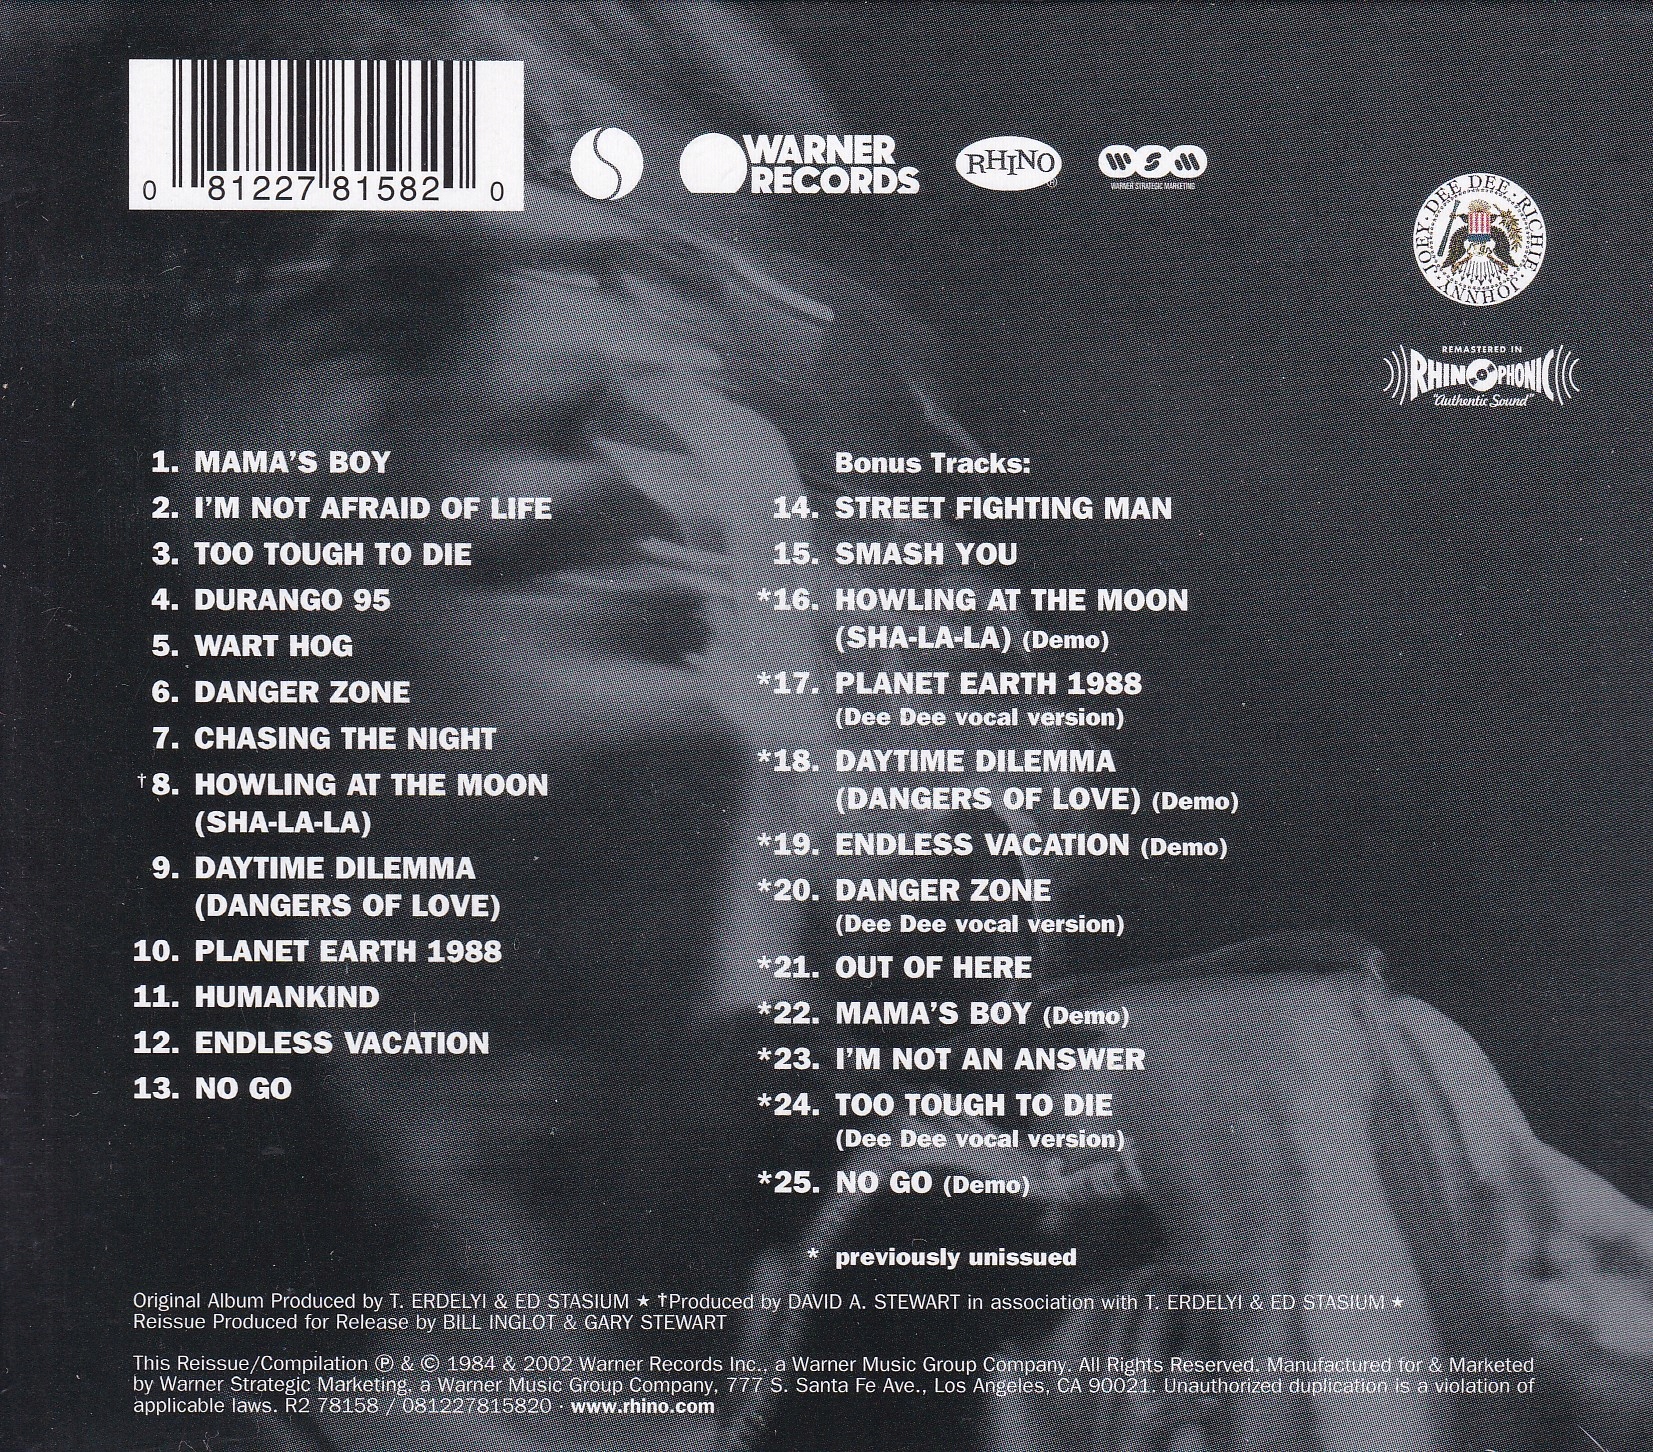 0 81227 81582 0
WARNER
RECORDS
RHINO
®
WARNER STRATEGIC MARKETING
JOEY · DEE DEE · RICHIE JOHNNY
REMASTERED IN
RHINOPHONIC
"Authentic Sound"
1. MAMA'S BOY
2. I'M NOT AFRAID OF LIFE
3. TOO TOUGH TO DIE
4. DURANGO 95
5. WART HOG
6. DANGER ZONE
7. CHASING THE NIGHT
†8. HOWLING AT THE MOON
(SHA-LA-LA)
9. DAYTIME DILEMMA
(DANGERS OF LOVE)
10. PLANET EARTH 1988
11. HUMANKIND
12. ENDLESS VACATION
13. NO GO
Bonus Tracks:
14. STREET FIGHTING MAN
15. SMASH YOU
*16. HOWLING AT THE MOON
(SHA-LA-LA) (Demo)
*17. PLANET EARTH 1988
(Dee Dee vocal version)
*18. DAYTIME DILEMMA
(DANGERS OF LOVE) (Demo)
*19. ENDLESS VACATION (Demo)
*20. DANGER ZONE
(Dee Dee vocal version)
*21. OUT OF HERE
*22. MAMA'S BOY (Demo)
*23. I'M NOT AN ANSWER
*24. TOO TOUGH TO DIE
(Dee Dee vocal version)
*25. NO GO (Demo)
* previously unissued
Original Album Produced by T. ERDELYI & ED STASIUM ★ †Produced by DAVID A. STEWART in association with T. ERDELYI & ED STASIUM ★
Reissue Produced for Release by BILL INGLOT & GARY STEWART
This Reissue/Compilation ℗ & © 1984 & 2002 Warner Records Inc., a Warner Music Group Company. All Rights Reserved. Manufactured for & Marketed
by Warner Strategic Marketing, a Warner Music Group Company, 777 S. Santa Fe Ave., Los Angeles, CA 90021. Unauthorized duplication is a violation of
applicable laws. R2 78158 / 081227815820 · www.rhino.com